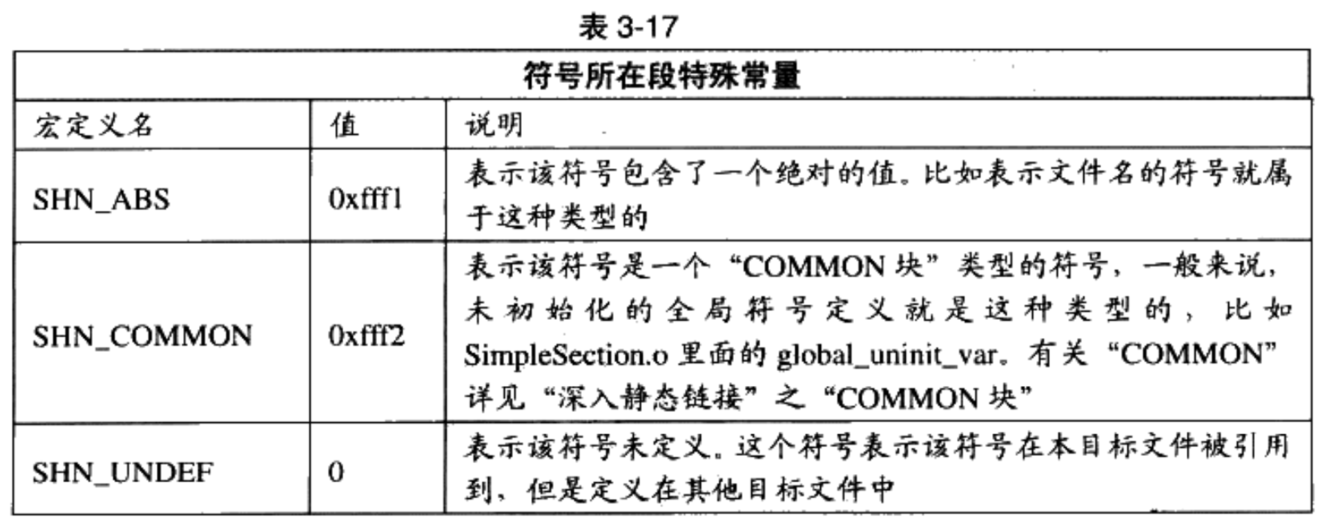 表 3-17
符号所在段特殊常量
宏定义名 值 说明
SHN_ABS 0xfff1 表示该符号包含了一个绝对的值。比如表示文件名的符号就属
于这种类型的
SHN_COMMON 0xfff2 表示该符号是一个“COMMON 块”类型的符号，一般来说，
未初始化的全局符号定义就是这种类型的，比如
SimpleSection.o 里面的 global_uninit_var。有关“COMMON”
详见“深入静态链接”之“COMMON 块”
SHN_UNDEF 0 表示该符号未定义。这个符号表示该符号在本目标文件被引用
到，但是定义在其他目标文件中